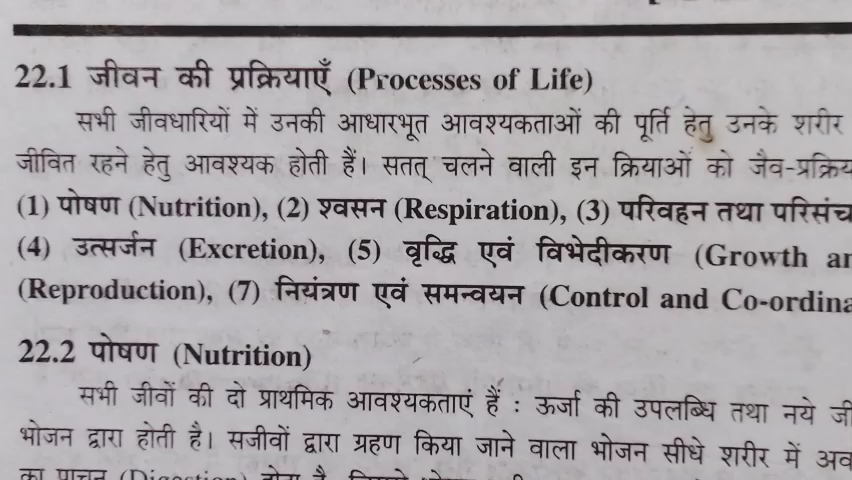 22.1 जीवन की प्रक्रियाएँ (Processes of Life)
सभी जीवधारियों में उनकी आधारभूत आवश्यकताओं की पूर्ति हेतु उनके शरीर
जीवित रहने हेतु आवश्यक होती हैं। सतत् चलने वाली इन क्रियाओं को जैव-प्रक्रिय
(1) पोषण (Nutrition), (2) श्वसन (Respiration), (3) परिवहन तथा परिसंच
(4) उत्सर्जन (Excretion), (5) वृद्धि एवं विभेदीकरण (Growth an
(Reproduction), (7) नियंत्रण एवं समन्वयन (Control and Co-ordina
22.2 पोषण (Nutrition)
सभी जीवों की दो प्राथमिक आवश्यकताएं हैं : ऊर्जा की उपलब्धि तथा नये जी
भोजन द्वारा होती है। सजीवों द्वारा ग्रहण किया जाने वाला भोजन सीधे शरीर में अव
का पाचन (Digestion) होता है